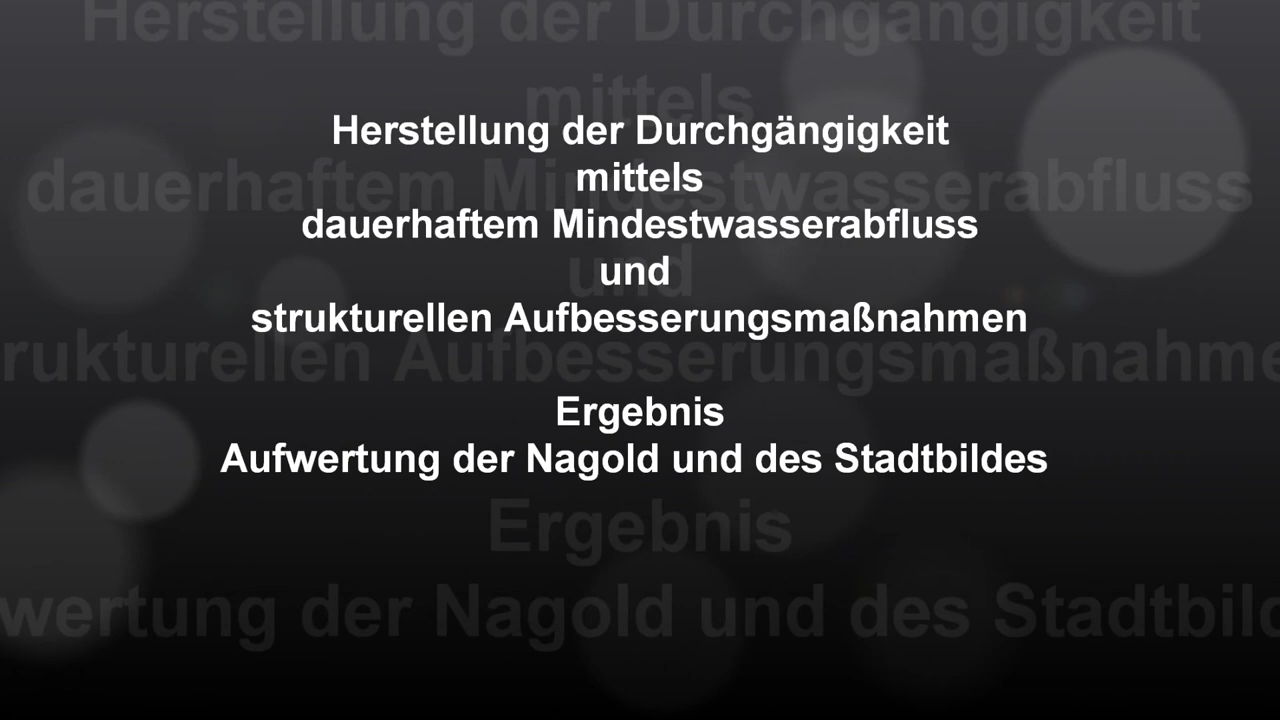 Herstellung der Durchgängigkeit
mittels
dauerhaftem Mindestwasserabfluss
und
strukturellen Aufbesserungsmaßnahmen
Ergebnis
Aufwertung der Nagold und des Stadtbildes